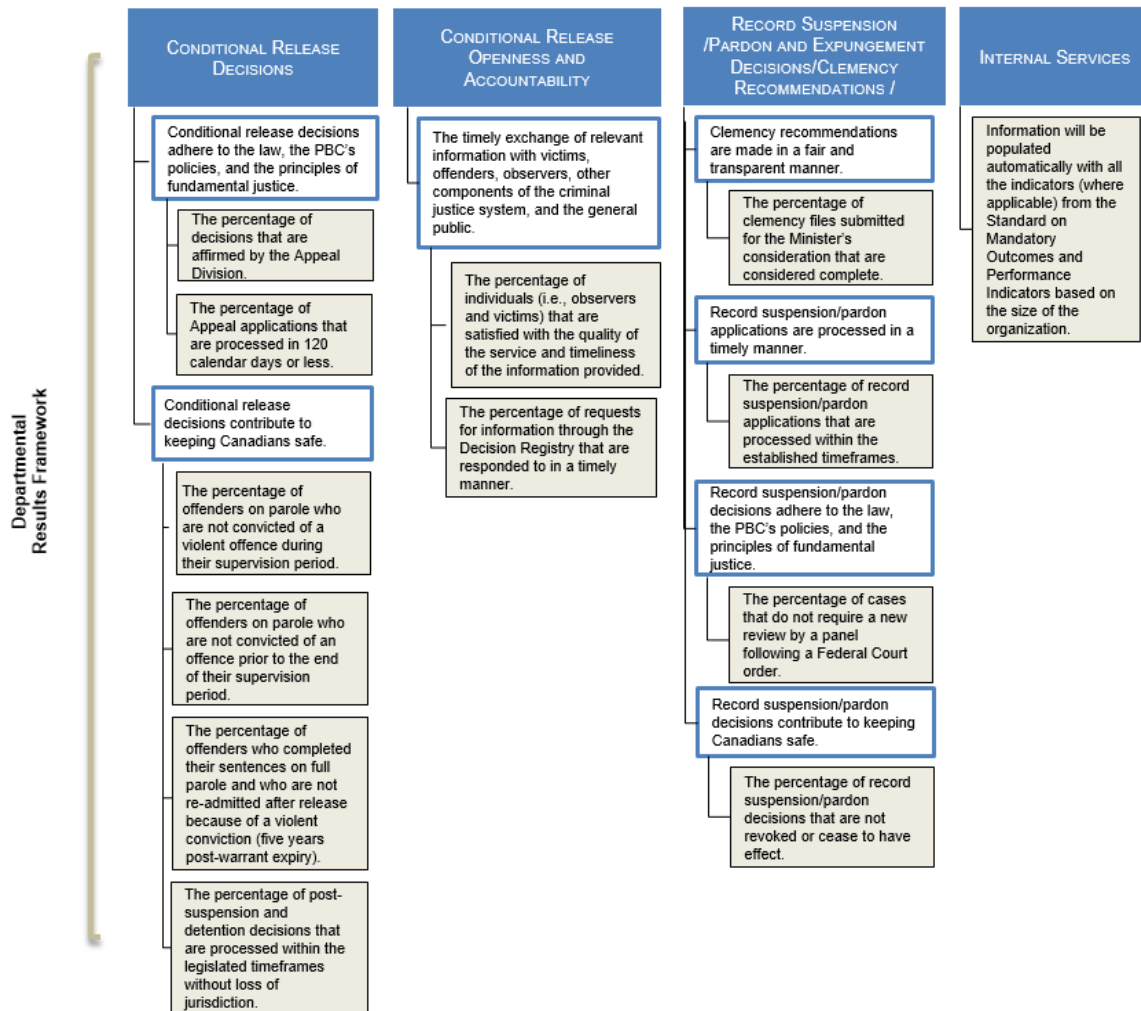 Departmental
Results Framework
CONDITIONAL RELEASE
DECISIONS
Conditional release decisions
adhere to the law, the PBC's
policies, and the principles of
fundamental justice.
The percentage of
decisions that are
affirmed by the Appeal
Division.
The percentage of
Appeal applications that
are processed in 120
calendar days or less.
Conditional release
decisions contribute to
keeping Canadians safe.
The percentage of
offenders on parole who
are not convicted of a
violent offence during
their supervision period.
The percentage of
offenders on parole who
are not convicted of an
offence prior to the end
of their supervision
period.
The percentage of
offenders who completed
their sentences on full
parole and who are not
re-admitted after release
because of a violent
conviction (five years
post-warrant expiry).
The percentage of post-
suspension and
detention decisions that
are processed within the
legislated timeframes
without loss of
jurisdiction.
CONDITIONAL RELEASE
OPENNESS AND
ACCOUNTABILITY
The timely exchange of relevant
information with victims,
offenders, observers, other
components of the criminal
justice system, and the general
public.
The percentage of
individuals (i.e., observers
and victims) that are
satisfied with the quality of
the service and timeliness
of the information provided.
The percentage of requests
for information through the
Decision Registry that are
responded to in a timely
manner.
RECORD SUSPENSION
/PARDON AND EXPUNGEMENT
DECISIONS/CLEMENCY
RECOMMENDATIONS /
Clemency recommendations
are made in a fair and
transparent manner.
The percentage of
clemency files submitted
for the Minister's
consideration that are
considered complete.
Record suspension/pardon
applications are processed in a
timely manner.
The percentage of record
suspension/pardon
applications that are
processed within the
established timeframes.
Record suspension/pardon
decisions adhere to the law,
the PBC's policies, and the
principles of fundamental
justice.
The percentage of cases
that do not require a new
review by a panel
following a Federal Court
order.
Record suspension/pardon
decisions contribute to keeping
Canadians safe.
The percentage of record
suspension/pardon
decisions that are not
revoked or cease to have
effect.
INTERNAL SERVICES
Information will be
populated
automatically with all
the indicators (where
applicable) from the
Standard on
Mandatory
Outcomes and
Performance
Indicators based on
the size of the
organization.